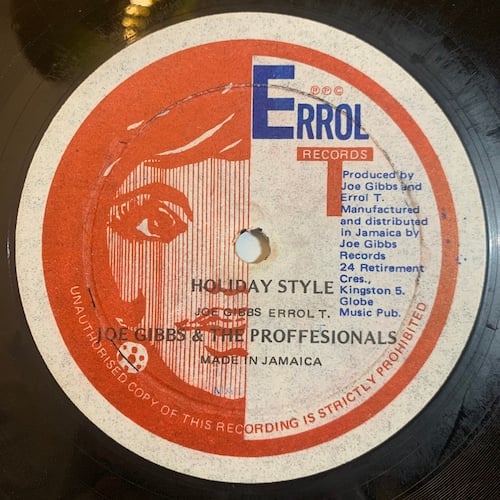 ⓅⓅⒸ
ERROL
RECORDS
T
Produced by
Joe Gibbs and
Errol T.
Manufactured
and distributed
in Jamaica by
Joe Gibbs
Records
24 Retirement
Cres.,
Kingston 5.
Globe
Music Pub.
HOLIDAY STYLE
JOE GIBBS ERROL T.
JOE GIBBS & THE PROFFESIONALS
MADE IN JAMAICA
UNAUTHORISED COPY OF THIS RECORDING IS STRICTLY PROHIBITED